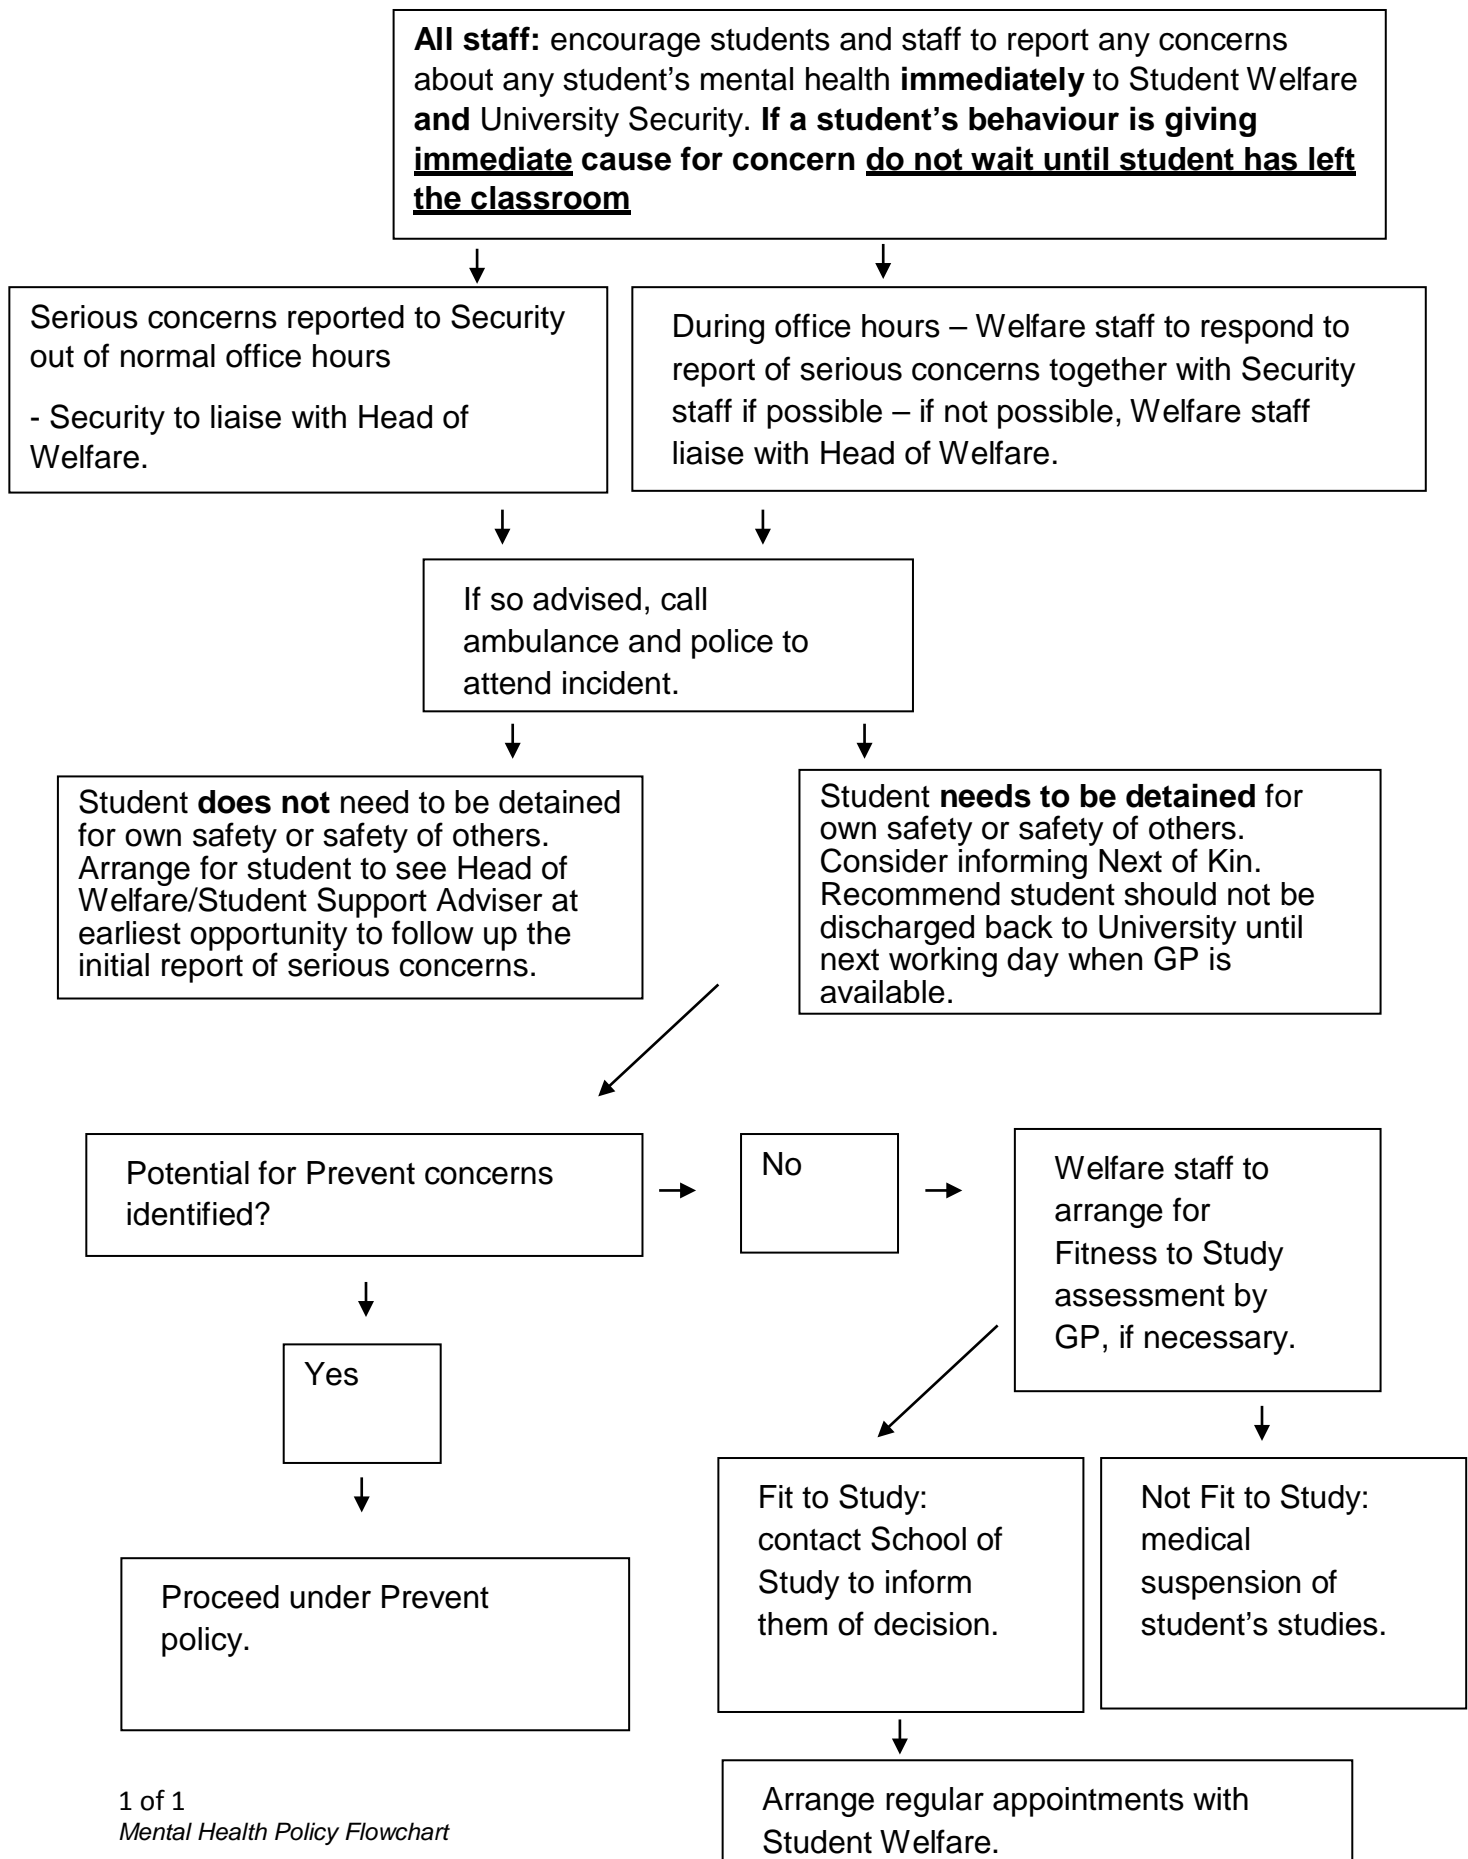 All staff: encourage students and staff to report any concerns
about any student's mental health immediately to Student Welfare
and University Security. If a student's behaviour is giving
immediate cause for concern do not wait until student has left
the classroom
Serious concerns reported to Security
out of normal office hours
- Security to liaise with Head of
Welfare.
During office hours – Welfare staff to respond to
report of serious concerns together with Security
staff if possible – if not possible, Welfare staff
liaise with Head of Welfare.
If so advised, call
ambulance and police to
attend incident.
Student does not need to be detained
for own safety or safety of others.
Arrange for student to see Head of
Welfare/Student Support Adviser at
earliest opportunity to follow up the
initial report of serious concerns.
Student needs to be detained for
own safety or safety of others.
Consider informing Next of Kin.
Recommend student should not be
discharged back to University until
next working day when GP is
available.
Potential for Prevent concerns
identified?
No
Welfare staff to
arrange for
Fitness to Study
assessment by
GP, if necessary.
Yes
Proceed under Prevent
policy.
Fit to Study:
contact School of
Study to inform
them of decision.
Not Fit to Study:
medical
suspension of
student's studies.
Arrange regular appointments with
Student Welfare.
1 of 1
Mental Health Policy Flowchart